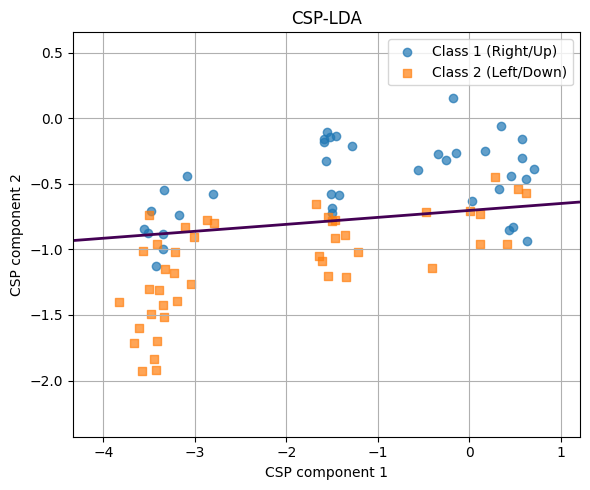 CSP-LDA
Class 1 (Right/Up)
Class 2 (Left/Down)
CSP component 2
0.5
0.0
−0.5
−1.0
−1.5
−2.0
−4
−3
−2
−1
0
1
CSP component 1